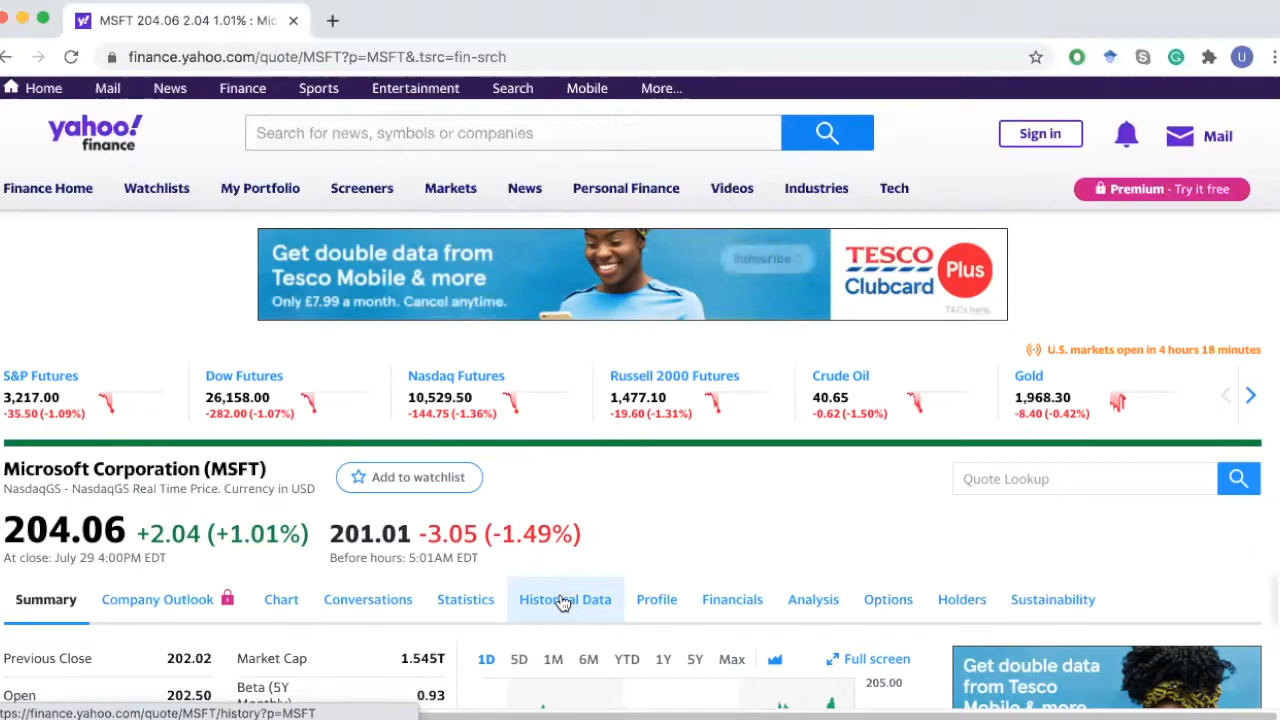 MSFT 204.06 2.04 1.01% : Mic
finance.yahoo.com/quote/MSFT?p=MSFT&.tsrc=fin-srch
U
Home Mail News Finance Sports Entertainment Search Mobile More...
yahoo! finance
Search for news, symbols or companies
Sign in
Mail
Finance Home Watchlists My Portfolio Screeners Markets News Personal Finance Videos Industries Tech
Premium - Try it free
Get double data from
Tesco Mobile & more
Only £7.99 a month. Cancel anytime.
Subscribe
TESCO
Clubcard
Plus
T&Cs here.
U.S. markets open in 4 hours 18 minutes
S&P Futures Dow Futures Nasdaq Futures Russell 2000 Futures Crude Oil Gold
3,217.00 26,158.00 10,529.50 1,477.10 40.65 1,968.30
-35.50 (-1.09%) -282.00 (-1.07%) -144.75 (-1.36%) -19.60 (-1.31%) -0.62 (-1.50%) -8.40 (-0.42%)
Microsoft Corporation (MSFT)
NasdaqGS - NasdaqGS Real Time Price. Currency in USD
Add to watchlist
Quote Lookup
204.06 +2.04 (+1.01%) 201.01 -3.05 (-1.49%)
At close: July 29 4:00PM EDT Before hours: 5:01AM EDT
Summary Company Outlook Chart Conversations Statistics Historical Data Profile Financials Analysis Options Holders Sustainability
Previous Close 202.02 Market Cap 1.545T
1D 5D 1M 6M YTD 1Y 5Y Max Full screen
Open 202.50 Beta (5Y Monthly) 0.93
205.00
Get double data
from Tesco
Mobile & more
tps://finance.yahoo.com/quote/MSFT/history?p=MSFT